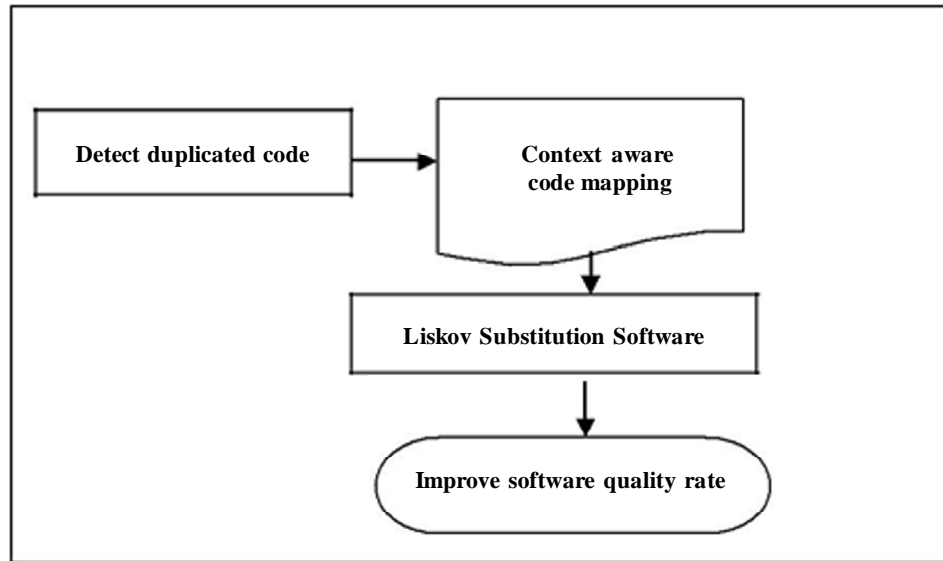 Detect duplicated code
Context aware
code mapping
Liskov Substitution Software
Improve software quality rate